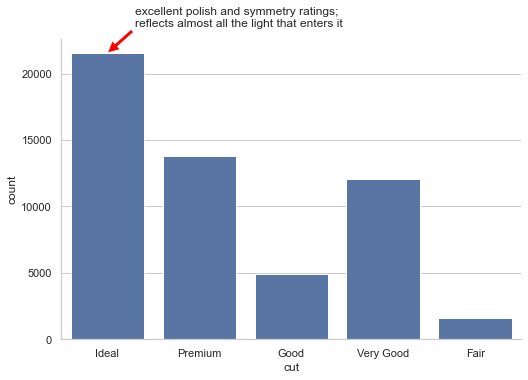 excellent polish and symmetry ratings;
reflects almost all the light that enters it
20000
15000
10000
5000
0
count
Ideal
Premium
Good
Very Good
Fair
cut